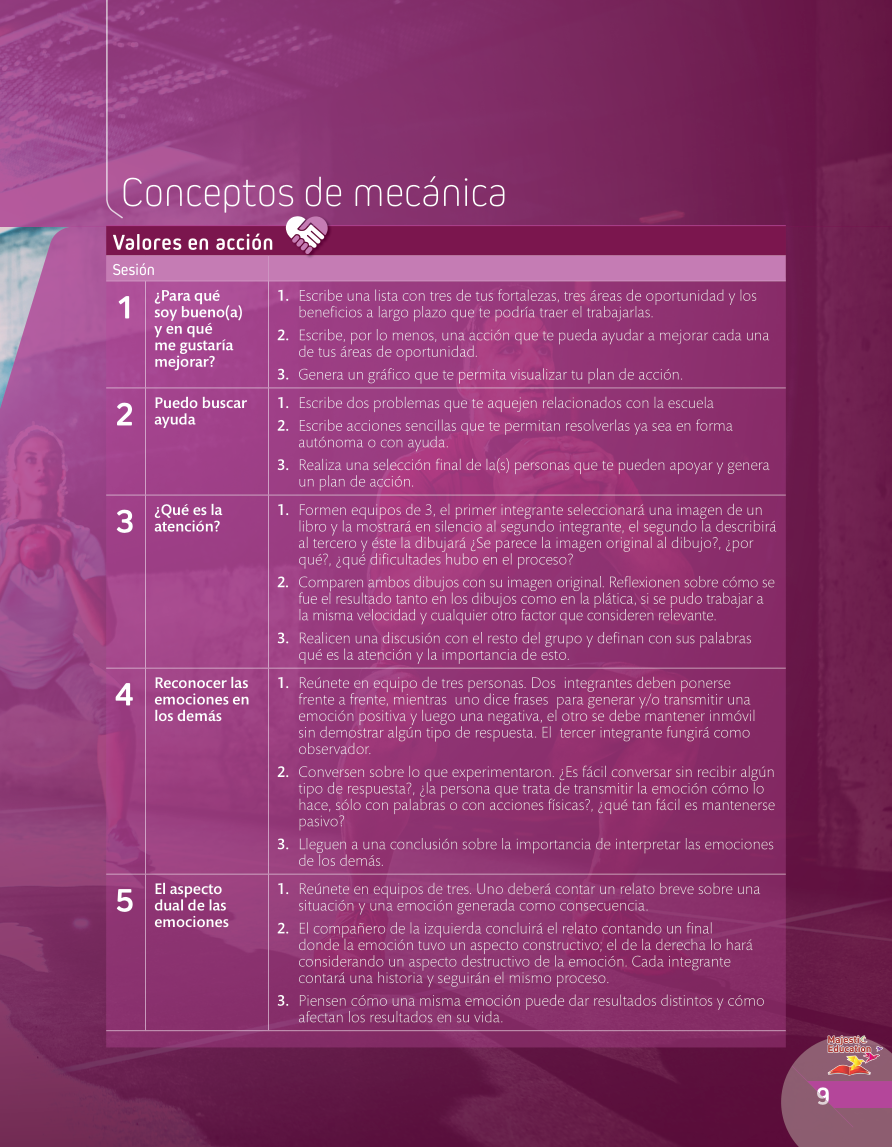 Conceptos de mecánica
Valores en acción
Sesión
1
¿Para qué
soy bueno(a)
y en qué
me gustaría
mejorar?
1. Escribe una lista con tres de tus fortalezas, tres áreas de oportunidad y los
beneficios a largo plazo que te podría traer el trabajarlas.
2. Escribe, por lo menos, una acción que te pueda ayudar a mejorar cada una
de tus áreas de oportunidad.
3. Genera un gráfico que te permita visualizar tu plan de acción.
2
Puedo buscar
ayuda
1. Escribe dos problemas que te aquejen relacionados con la escuela
2. Escribe acciones sencillas que te permitan resolverlas ya sea en forma
autónoma o con ayuda.
3. Realiza una selección final de la(s) personas que te pueden apoyar y genera
un plan de acción.
3
¿Qué es la
atención?
1. Formen equipos de 3, el primer integrante seleccionará una imagen de un
libro y la mostrará en silencio al segundo integrante, el segundo la describirá
al tercero y éste la dibujará ¿Se parece la imagen original al dibujo?, ¿por
qué?, ¿qué dificultades hubo en el proceso?
2. Comparen ambos dibujos con su imagen original. Reflexionen sobre cómo se
fue el resultado tanto en los dibujos como en la plática, si se pudo trabajar a
la misma velocidad y cualquier otro factor que consideren relevante.
3. Realicen una discusión con el resto del grupo y definan con sus palabras
qué es la atención y la importancia de esto.
4
Reconocer las
emociones en
los demás
1. Reúnete en equipo de tres personas. Dos integrantes deben ponerse
frente a frente, mientras uno dice frases para generar y/o transmitir una
emoción positiva y luego una negativa, el otro se debe mantener inmóvil
sin demostrar algún tipo de respuesta. El tercer integrante fungirá como
observador.
2. Conversen sobre lo que experimentaron. ¿Es fácil conversar sin recibir algún
tipo de respuesta?, ¿la persona que trata de transmitir la emoción cómo lo
hace, sólo con palabras o con acciones físicas?, ¿qué tan fácil es mantenerse
pasivo?
3. Lleguen a una conclusión sobre la importancia de interpretar las emociones
de los demás.
5
El aspecto
dual de las
emociones
1. Reúnete en equipos de tres. Uno deberá contar un relato breve sobre una
situación y una emoción generada como consecuencia.
2. El compañero de la izquierda concluirá el relato contando un final
donde la emoción tuvo un aspecto constructivo; el de la derecha lo hará
considerando un aspecto destructivo de la emoción. Cada integrante
contará una historia y seguirán el mismo proceso.
3. Piensen cómo una misma emoción puede dar resultados distintos y cómo
afectan los resultados en su vida.
Majestic
Education
9